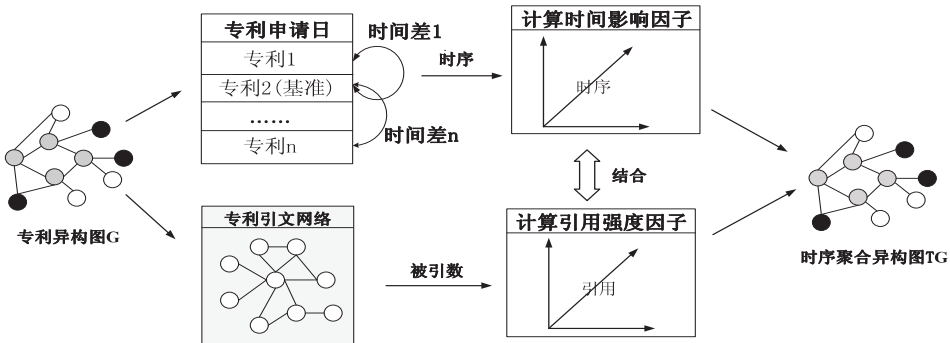 专利申请日
专利1
专利2(基准)
……
专利n
时间差1
时间差n
时序
计算时间影响因子
时序
结合
专利异构图G
专利引文网络
被引数
计算引用强度因子
引用
时序聚合异构图TG